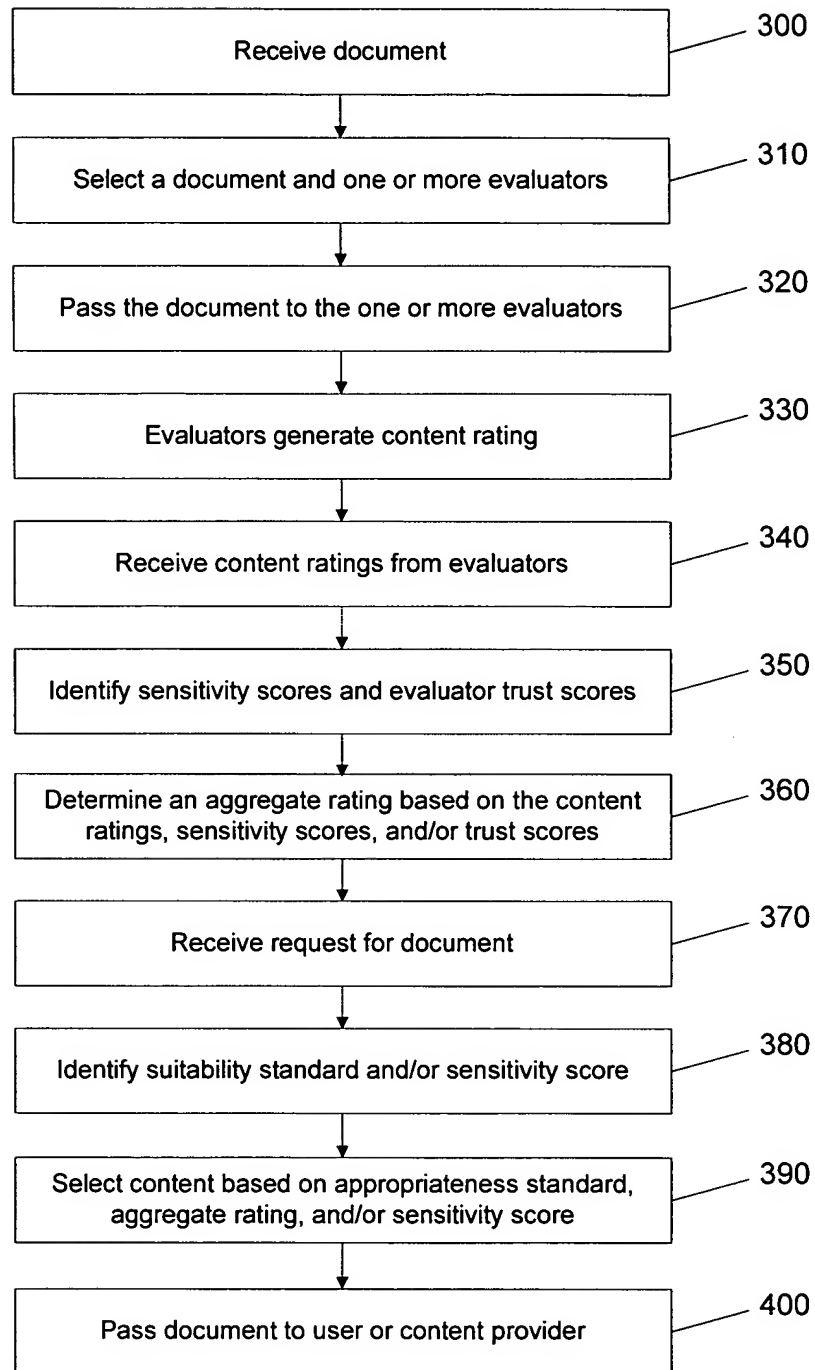 300
Receive document
310
Select a document and one or more evaluators
320
Pass the document to the one or more evaluators
330
Evaluators generate content rating
340
Receive content ratings from evaluators
350
Identify sensitivity scores and evaluator trust scores
360
Determine an aggregate rating based on the content
ratings, sensitivity scores, and/or trust scores
370
Receive request for document
380
Identify suitability standard and/or sensitivity score
390
Select content based on appropriateness standard,
aggregate rating, and/or sensitivity score
400
Pass document to user or content provider